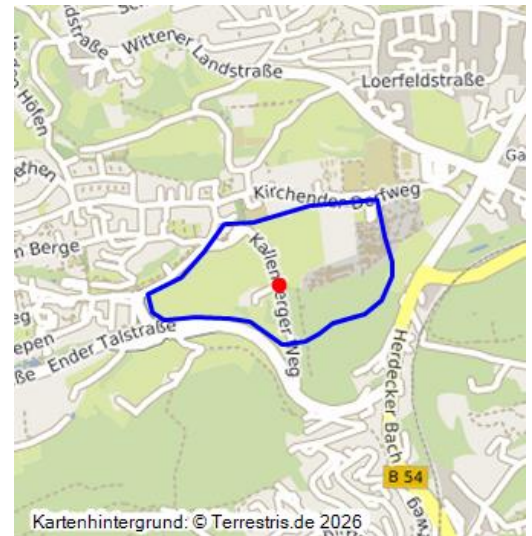 Wittener Landstraße
Loerfeldstraße
Kirchender Dorfweg
Kallenberger Weg
m Berge
Ender Talstraße
Herdecker Bach
B 54
Kartenhintergrund: © Terrestris.de 2026